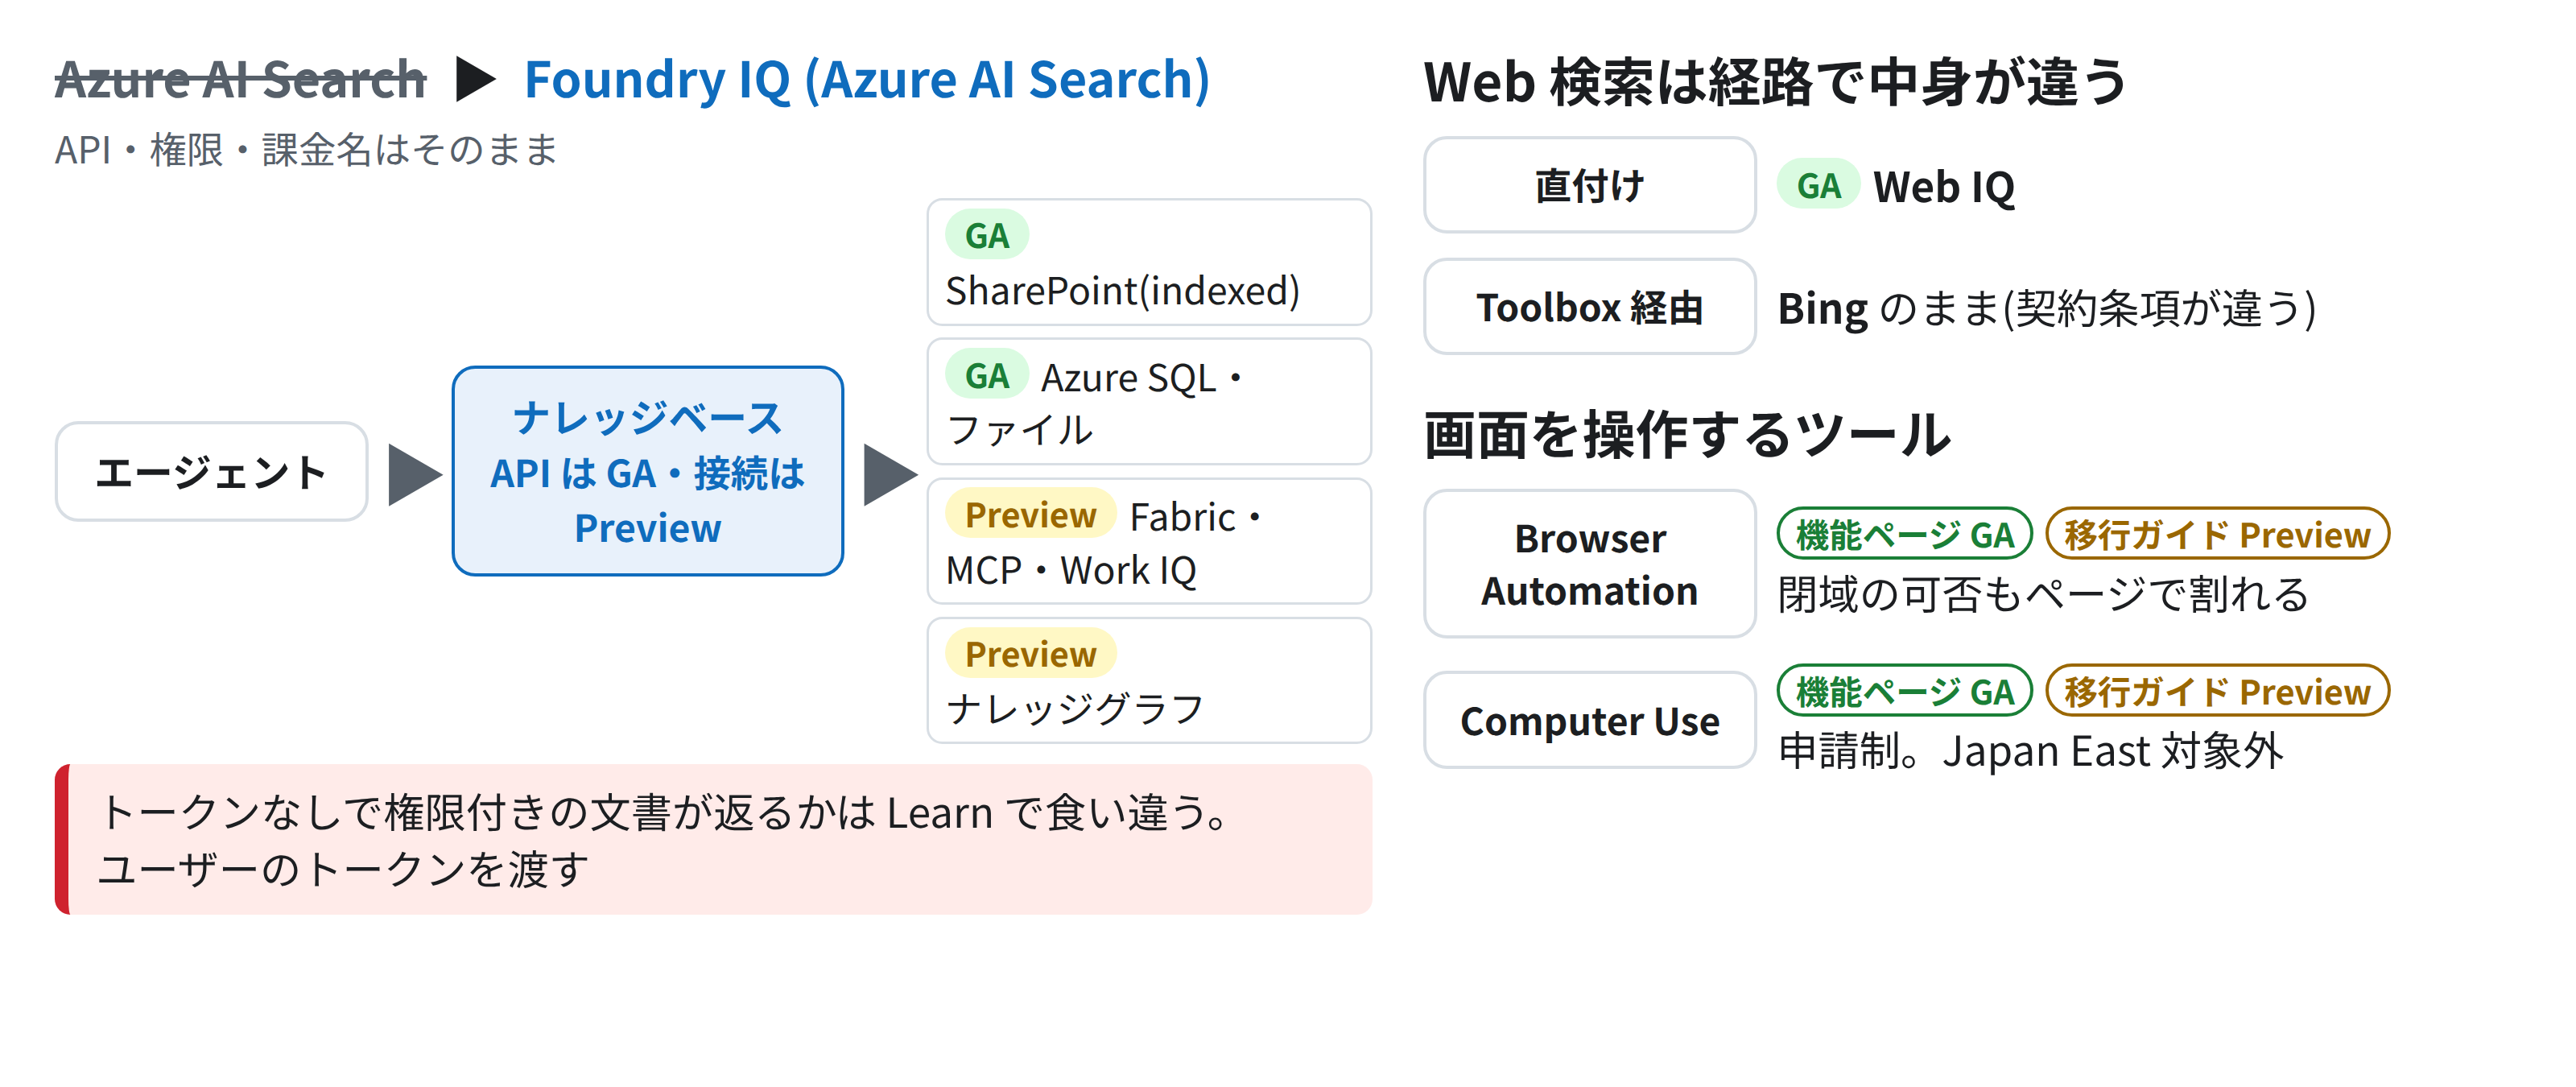 Azure AI Search ▶ Foundry IQ (Azure AI Search)
API・権限・課金名はそのまま
エージェント
ナレッジベース
API は GA・接続は
Preview
GA
SharePoint(indexed)
GA Azure SQL・
ファイル
Preview Fabric・
MCP・Work IQ
Preview
ナレッジグラフ
トークンなしで権限付きの文書が返るかは Learn で食い違う。
ユーザーのトークンを渡す
Web 検索は経路で中身が違う
直付け
GA Web IQ
Toolbox 経由
Bing のまま(契約条項が違う)
画面を操作するツール
Browser
Automation
機能ページ GA 移行ガイド Preview
閉域の可否もページで割れる
Computer Use
機能ページ GA 移行ガイド Preview
申請制。Japan East 対象外